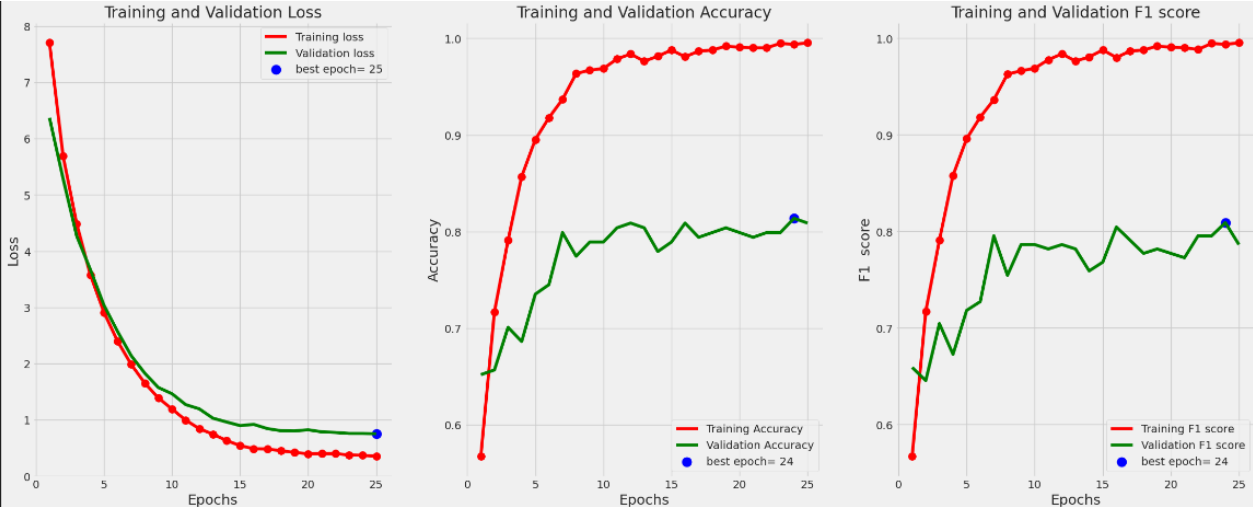 Training and Validation Loss
Training loss
Validation loss
best epoch= 25
8
7
6
5
4
3
2
1
0
Loss
0
5
10
15
20
25
Epochs
Training and Validation Accuracy
1.0
0.9
0.8
0.7
0.6
Accuracy
Training Accuracy
Validation Accuracy
best epoch= 24
0
5
10
15
20
25
Epochs
Training and Validation F1 score
1.0
0.9
0.8
0.7
0.6
F1 score
Training F1 score
Validation F1 score
best epoch= 24
0
5
10
15
20
25
Epochs